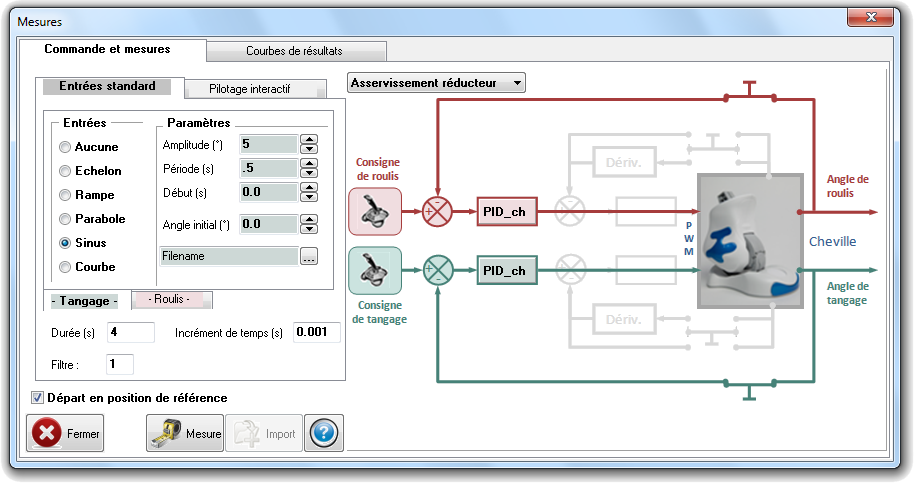 Mesures
Commande et mesures
Courbes de résultats
Entrées standard
Pilotage interactif
Asservissement réducteur
Entrées
Aucune
Echelon
Rampe
Parabole
Sinus
Courbe
Paramètres
Amplitude (°) 5
Période (s) .5
Début (s) 0.0
Angle initial (°) 0.0
Filename ...
- Tangage -
- Roulis -
Durée (s) 4
Incrément de temps (s) 0.001
Filtre : 1
Départ en position de référence
Fermer
Mesure
Import
?
Consigne
de roulis
+
-
PID_ch
Dériv.
Angle de
roulis
P
W
M
Cheville
+
-
PID_ch
Dériv.
Consigne
de tangage
Angle de
tangage